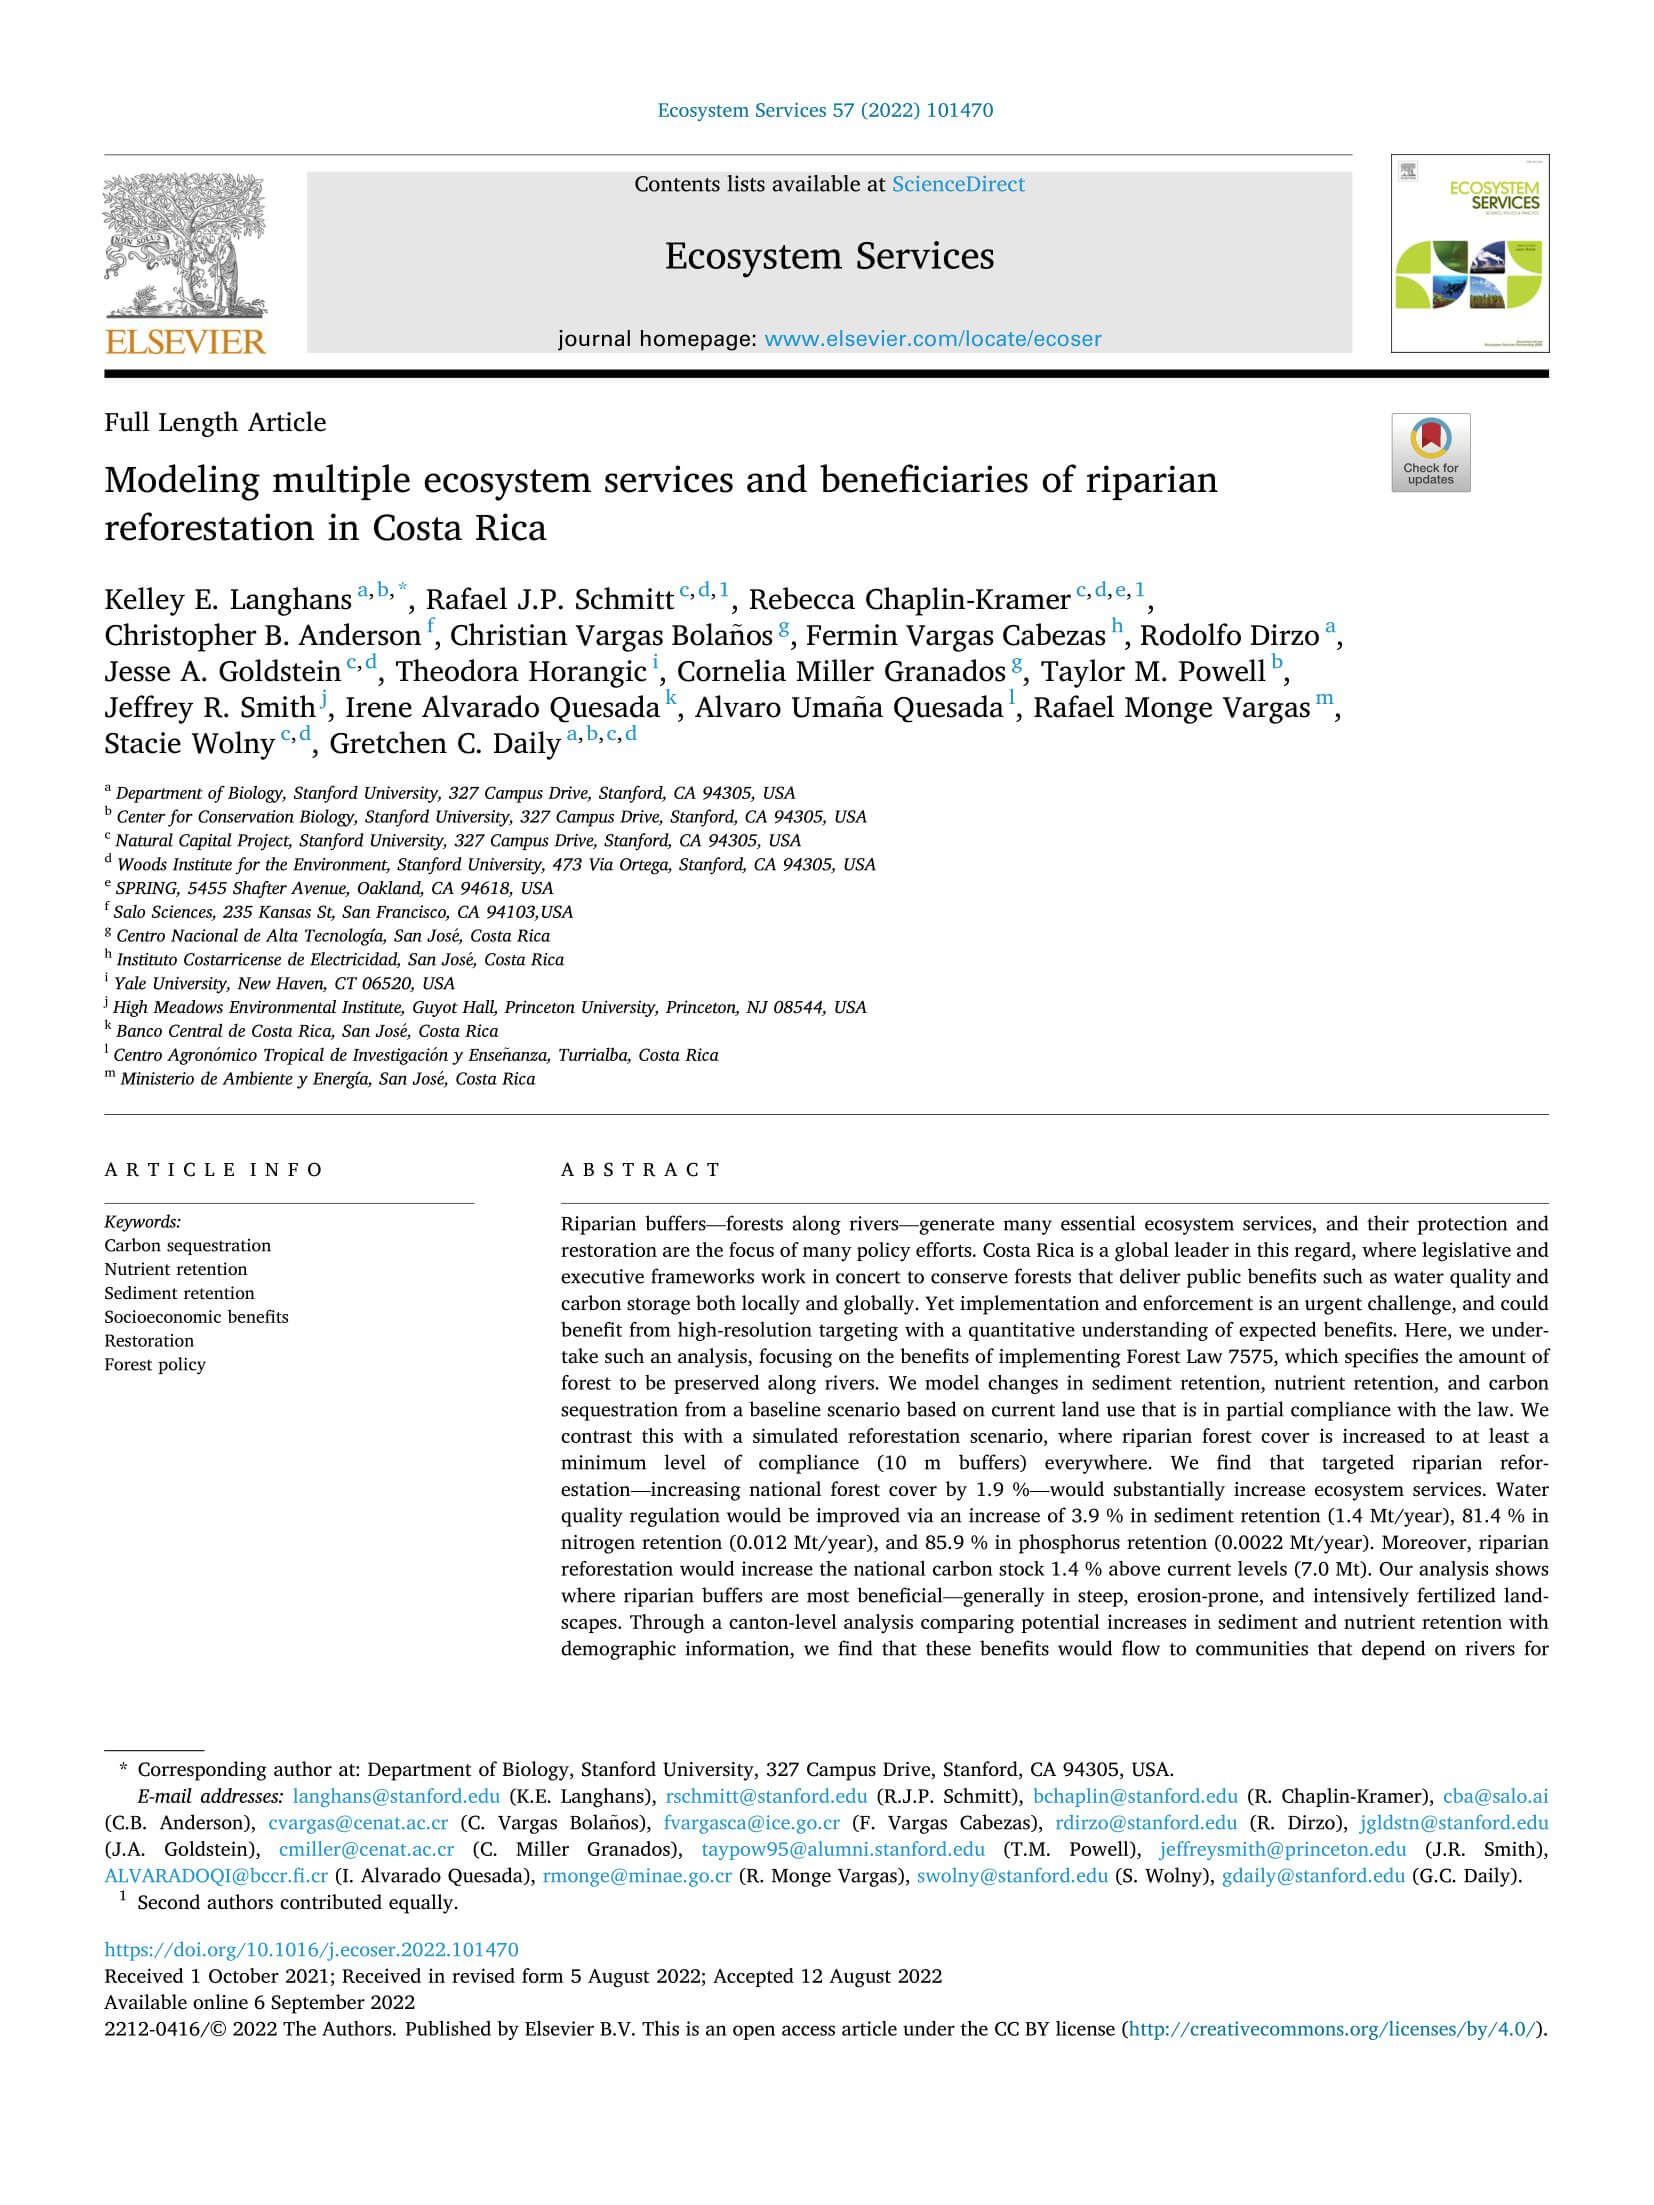 Ecosystem Services 57 (2022) 101470
Contents lists available at ScienceDirect
Ecosystem Services
journal homepage: www.elsevier.com/locate/ecoser
NON SOLUS
ELSEVIER
ECOSYSTEM
SERVICES
Full Length Article
Check for
updates
Modeling multiple ecosystem services and beneficiaries of riparian
reforestation in Costa Rica
Kelley E. Langhans a,b,*, Rafael J.P. Schmitt c,d,1, Rebecca Chaplin-Kramer c,d,e,1,
Christopher B. Anderson f, Christian Vargas Bolaños g, Fermin Vargas Cabezas h, Rodolfo Dirzo a,
Jesse A. Goldstein c,d, Theodora Horangic i, Cornelia Miller Granados g, Taylor M. Powell b,
Jeffrey R. Smith j, Irene Alvarado Quesada k, Alvaro Umaña Quesada l, Rafael Monge Vargas m,
Stacie Wolny c,d, Gretchen C. Daily a,b,c,d
a Department of Biology, Stanford University, 327 Campus Drive, Stanford, CA 94305, USA
b Center for Conservation Biology, Stanford University, 327 Campus Drive, Stanford, CA 94305, USA
c Natural Capital Project, Stanford University, 327 Campus Drive, Stanford, CA 94305, USA
d Woods Institute for the Environment, Stanford University, 473 Via Ortega, Stanford, CA 94305, USA
e SPRING, 5455 Shafter Avenue, Oakland, CA 94618, USA
f Salo Sciences, 235 Kansas St, San Francisco, CA 94103,USA
g Centro Nacional de Alta Tecnología, San José, Costa Rica
h Instituto Costarricense de Electricidad, San José, Costa Rica
i Yale University, New Haven, CT 06520, USA
j High Meadows Environmental Institute, Guyot Hall, Princeton University, Princeton, NJ 08544, USA
k Banco Central de Costa Rica, San José, Costa Rica
l Centro Agronómico Tropical de Investigación y Enseñanza, Turrialba, Costa Rica
m Ministerio de Ambiente y Energía, San José, Costa Rica
ARTICLE INFO
Keywords:
Carbon sequestration
Nutrient retention
Sediment retention
Socioeconomic benefits
Restoration
Forest policy
ABSTRACT
Riparian buffers—forests along rivers—generate many essential ecosystem services, and their protection and
restoration are the focus of many policy efforts. Costa Rica is a global leader in this regard, where legislative and
executive frameworks work in concert to conserve forests that deliver public benefits such as water quality and
carbon storage both locally and globally. Yet implementation and enforcement is an urgent challenge, and could
benefit from high-resolution targeting with a quantitative understanding of expected benefits. Here, we under-
take such an analysis, focusing on the benefits of implementing Forest Law 7575, which specifies the amount of
forest to be preserved along rivers. We model changes in sediment retention, nutrient retention, and carbon
sequestration from a baseline scenario based on current land use that is in partial compliance with the law. We
contrast this with a simulated reforestation scenario, where riparian forest cover is increased to at least a
minimum level of compliance (10 m buffers) everywhere. We find that targeted riparian refor-
estation—increasing national forest cover by 1.9 %—would substantially increase ecosystem services. Water
quality regulation would be improved via an increase of 3.9 % in sediment retention (1.4 Mt/year), 81.4 % in
nitrogen retention (0.012 Mt/year), and 85.9 % in phosphorus retention (0.0022 Mt/year). Moreover, riparian
reforestation would increase the national carbon stock 1.4 % above current levels (7.0 Mt). Our analysis shows
where riparian buffers are most beneficial—generally in steep, erosion-prone, and intensively fertilized land-
scapes. Through a canton-level analysis comparing potential increases in sediment and nutrient retention with
demographic information, we find that these benefits would flow to communities that depend on rivers for
* Corresponding author at: Department of Biology, Stanford University, 327 Campus Drive, Stanford, CA 94305, USA.
E-mail addresses: langhans@stanford.edu (K.E. Langhans), rschmitt@stanford.edu (R.J.P. Schmitt), bchaplin@stanford.edu (R. Chaplin-Kramer), cba@salo.ai
(C.B. Anderson), cvargas@cenat.ac.cr (C. Vargas Bolaños), fvargasca@ice.go.cr (F. Vargas Cabezas), rdirzo@stanford.edu (R. Dirzo), jgldstn@stanford.edu
(J.A. Goldstein), cmiller@cenat.ac.cr (C. Miller Granados), taypow95@alumni.stanford.edu (T.M. Powell), jeffreysmith@princeton.edu (J.R. Smith),
ALVARADOQI@bccr.fi.cr (I. Alvarado Quesada), rmonge@minae.go.cr (R. Monge Vargas), swolny@stanford.edu (S. Wolny), gdaily@stanford.edu (G.C. Daily).
1 Second authors contributed equally.
https://doi.org/10.1016/j.ecoser.2022.101470
Received 1 October 2021; Received in revised form 5 August 2022; Accepted 12 August 2022
Available online 6 September 2022
2212-0416/© 2022 The Authors. Published by Elsevier B.V. This is an open access article under the CC BY license (http://creativecommons.org/licenses/by/4.0/).